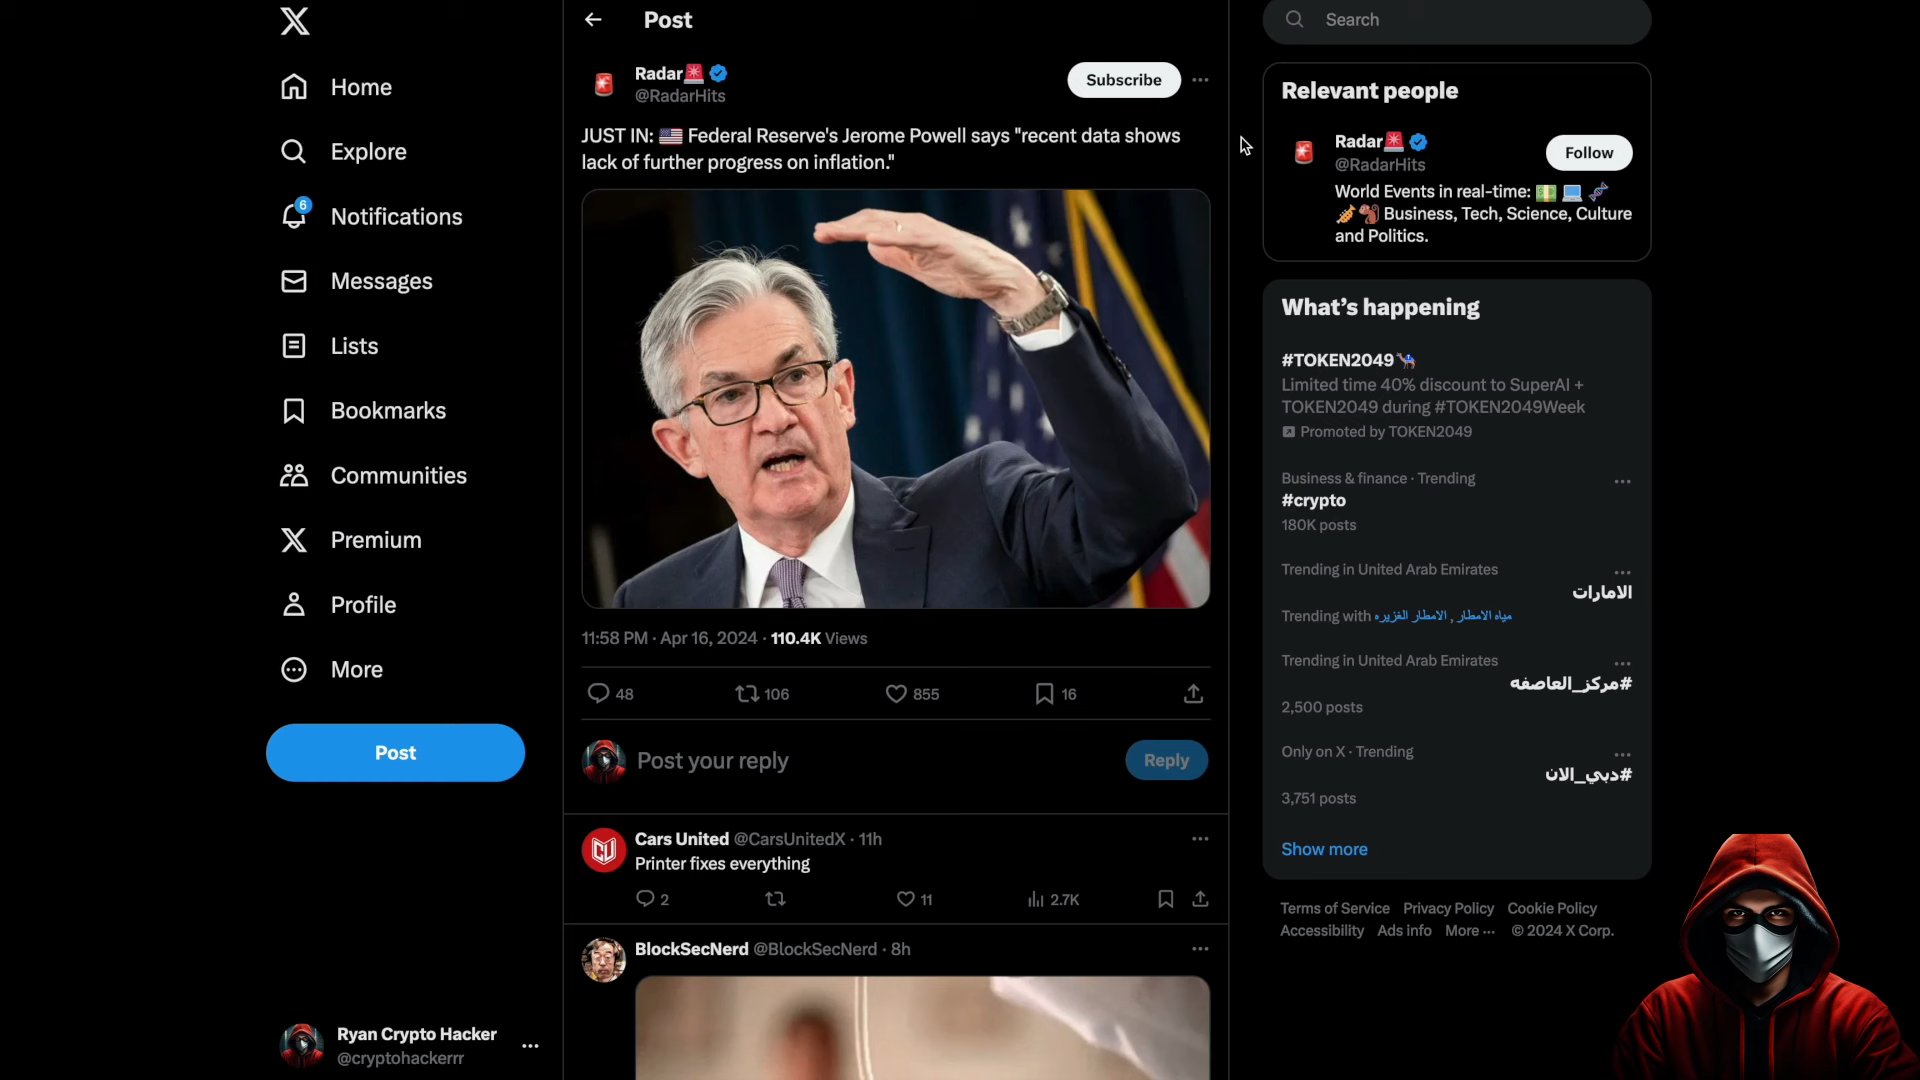 Home
Explore
6
Notifications
Messages
Lists
Bookmarks
Communities
Premium
Profile
More
Post
Ryan Crypto Hacker
@cryptohackerrr
Post
Radar
@RadarHits
Subscribe
JUST IN: 🇺🇸 Federal Reserve's Jerome Powell says "recent data shows
lack of further progress on inflation."
11:58 PM · Apr 16, 2024 · 110.4K Views
48
106
855
16
Post your reply
Reply
Cars United @CarsUnitedX · 11h
Printer fixes everything
2
11
2.7K
BlockSecNerd @BlockSecNerd · 8h
Search
Relevant people
Radar
@RadarHits
Follow
World Events in real-time:
Business, Tech, Science, Culture
and Politics.
What's happening
#TOKEN2049
Limited time 40% discount to SuperAI +
TOKEN2049 during #TOKEN2049Week
Promoted by TOKEN2049
Business & finance · Trending
#crypto
180K posts
Trending in United Arab Emirates
الامارات
Trending with مياه الامطار , الامطار الغزيره
Trending in United Arab Emirates
#مركز_العاصفه
2,500 posts
Only on X · Trending
#دبي_الان
3,751 posts
Show more
Terms of Service Privacy Policy Cookie Policy
Accessibility Ads info More ··· © 2024 X Corp.